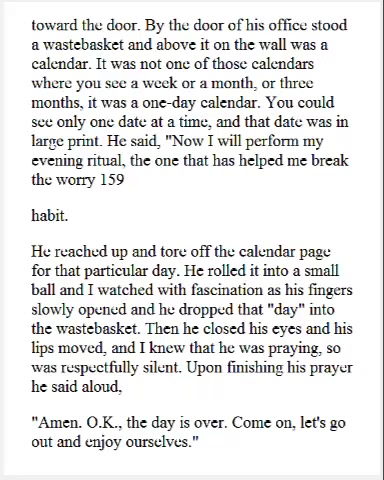 toward the door. By the door of his office stood
a wastebasket and above it on the wall was a
calendar. It was not one of those calendars
where you see a week or a month, or three
months, it was a one-day calendar. You could
see only one date at a time, and that date was in
large print. He said, "Now I will perform my
evening ritual, the one that has helped me break
the worry 159
habit.
He reached up and tore off the calendar page
for that particular day. He rolled it into a small
ball and I watched with fascination as his fingers
slowly opened and he dropped that "day" into
the wastebasket. Then he closed his eyes and his
lips moved, and I knew that he was praying, so
was respectfully silent. Upon finishing his prayer
he said aloud,
"Amen. O.K., the day is over. Come on, let's go
out and enjoy ourselves."